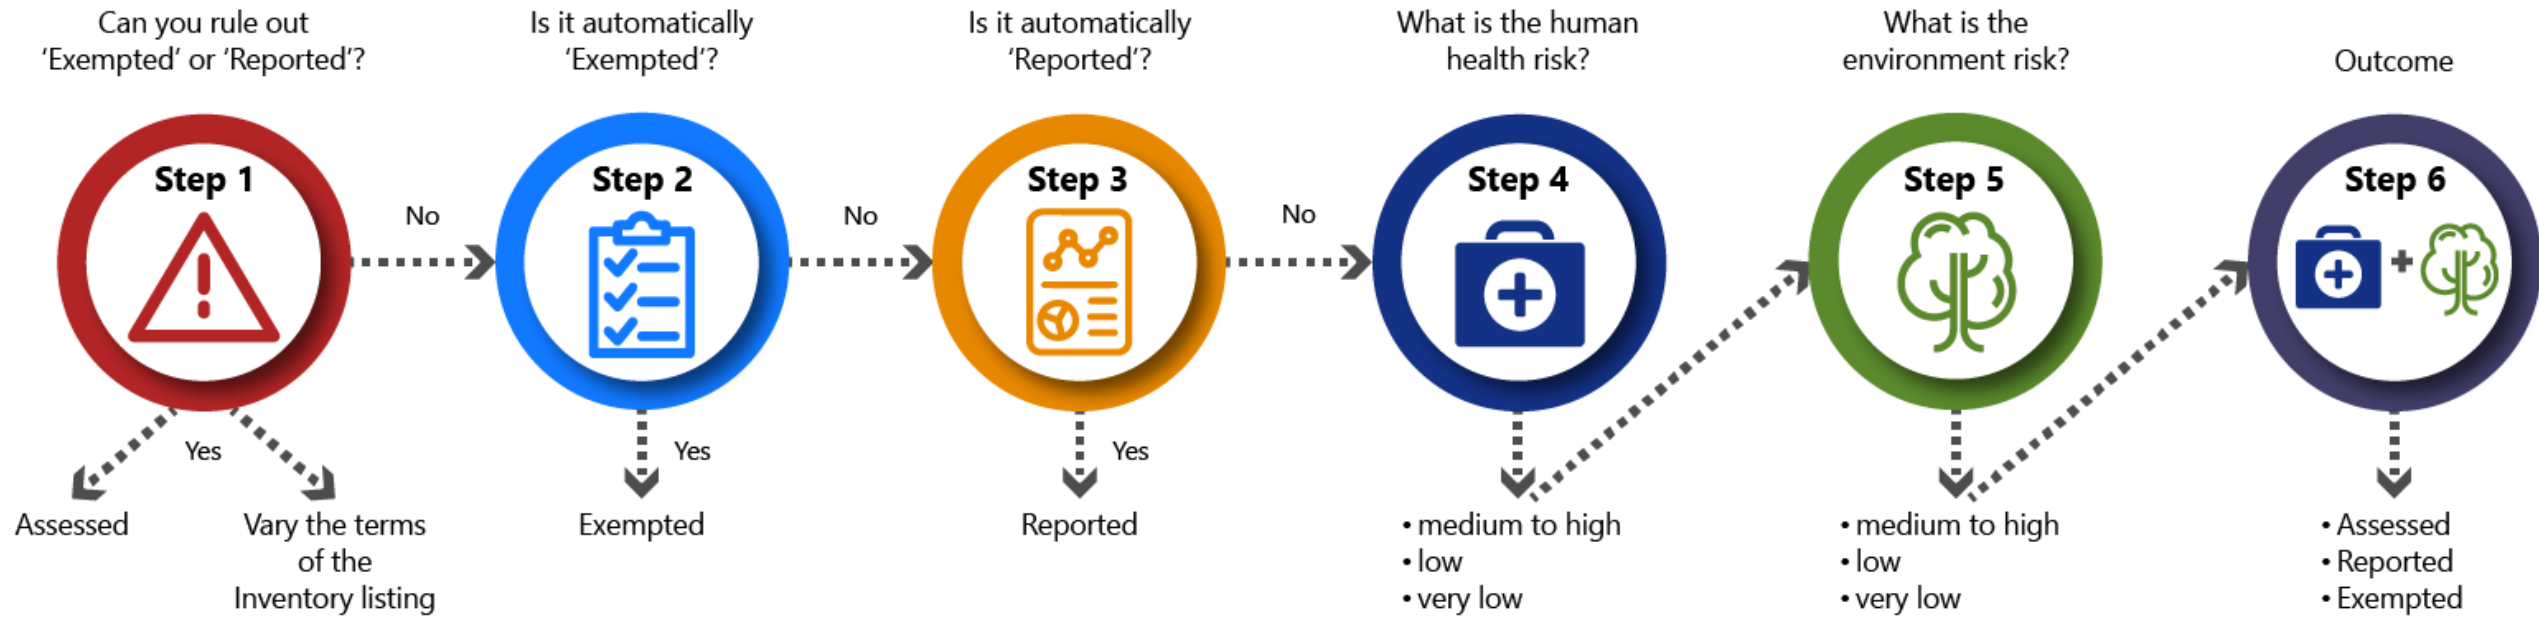 Can you rule out
‘Exempted’ or ‘Reported’?
Is it automatically
‘Exempted’?
Is it automatically
‘Reported’?
What is the human
health risk?
What is the
environment risk?
Outcome
Step 1
Step 2
Step 3
Step 4
Step 5
Step 6
No
No
No
Yes
Yes
Yes
Assessed
Vary the terms
of the
Inventory listing
Exempted
Reported
• medium to high
• low
• very low
• medium to high
• low
• very low
• Assessed
• Reported
• Exempted